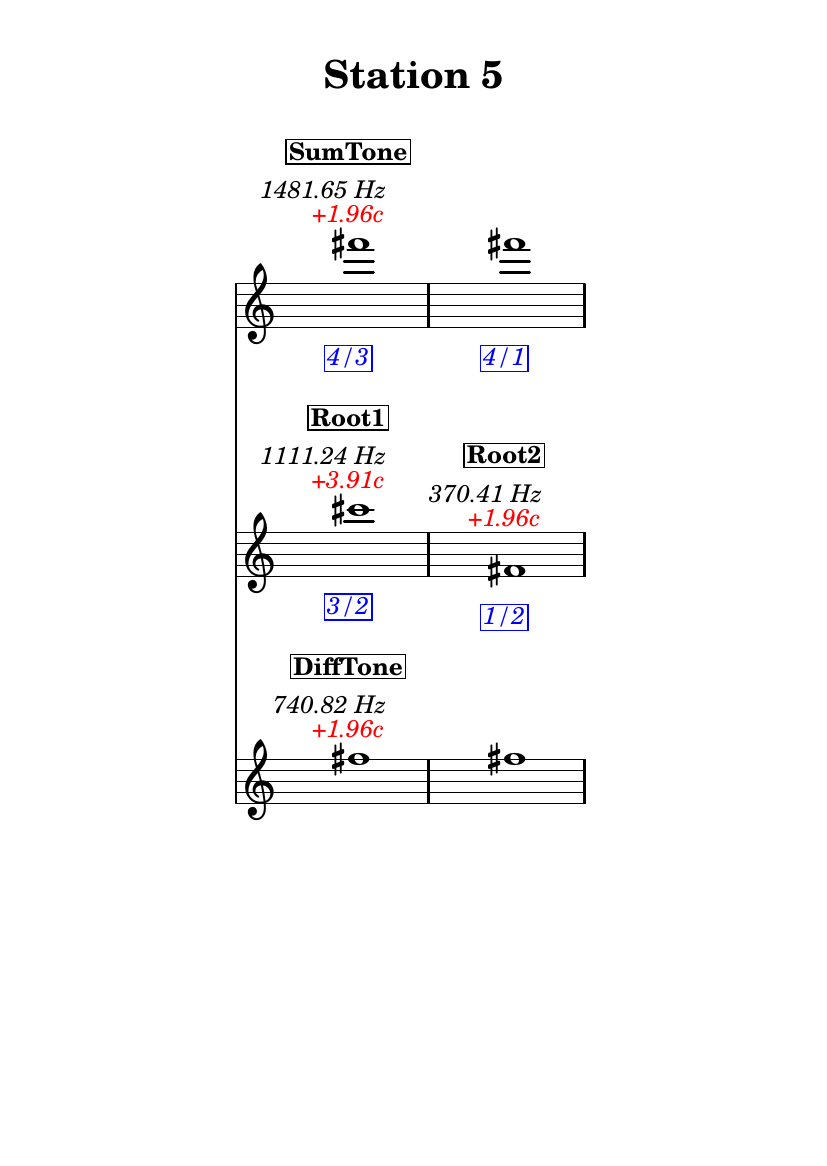 Station 5
SumTone
1481.65 Hz
+1.96c
4/3
4/1
Root1
1111.24 Hz
+3.91c
Root2
370.41 Hz
+1.96c
3/2
1/2
DiffTone
740.82 Hz
+1.96c